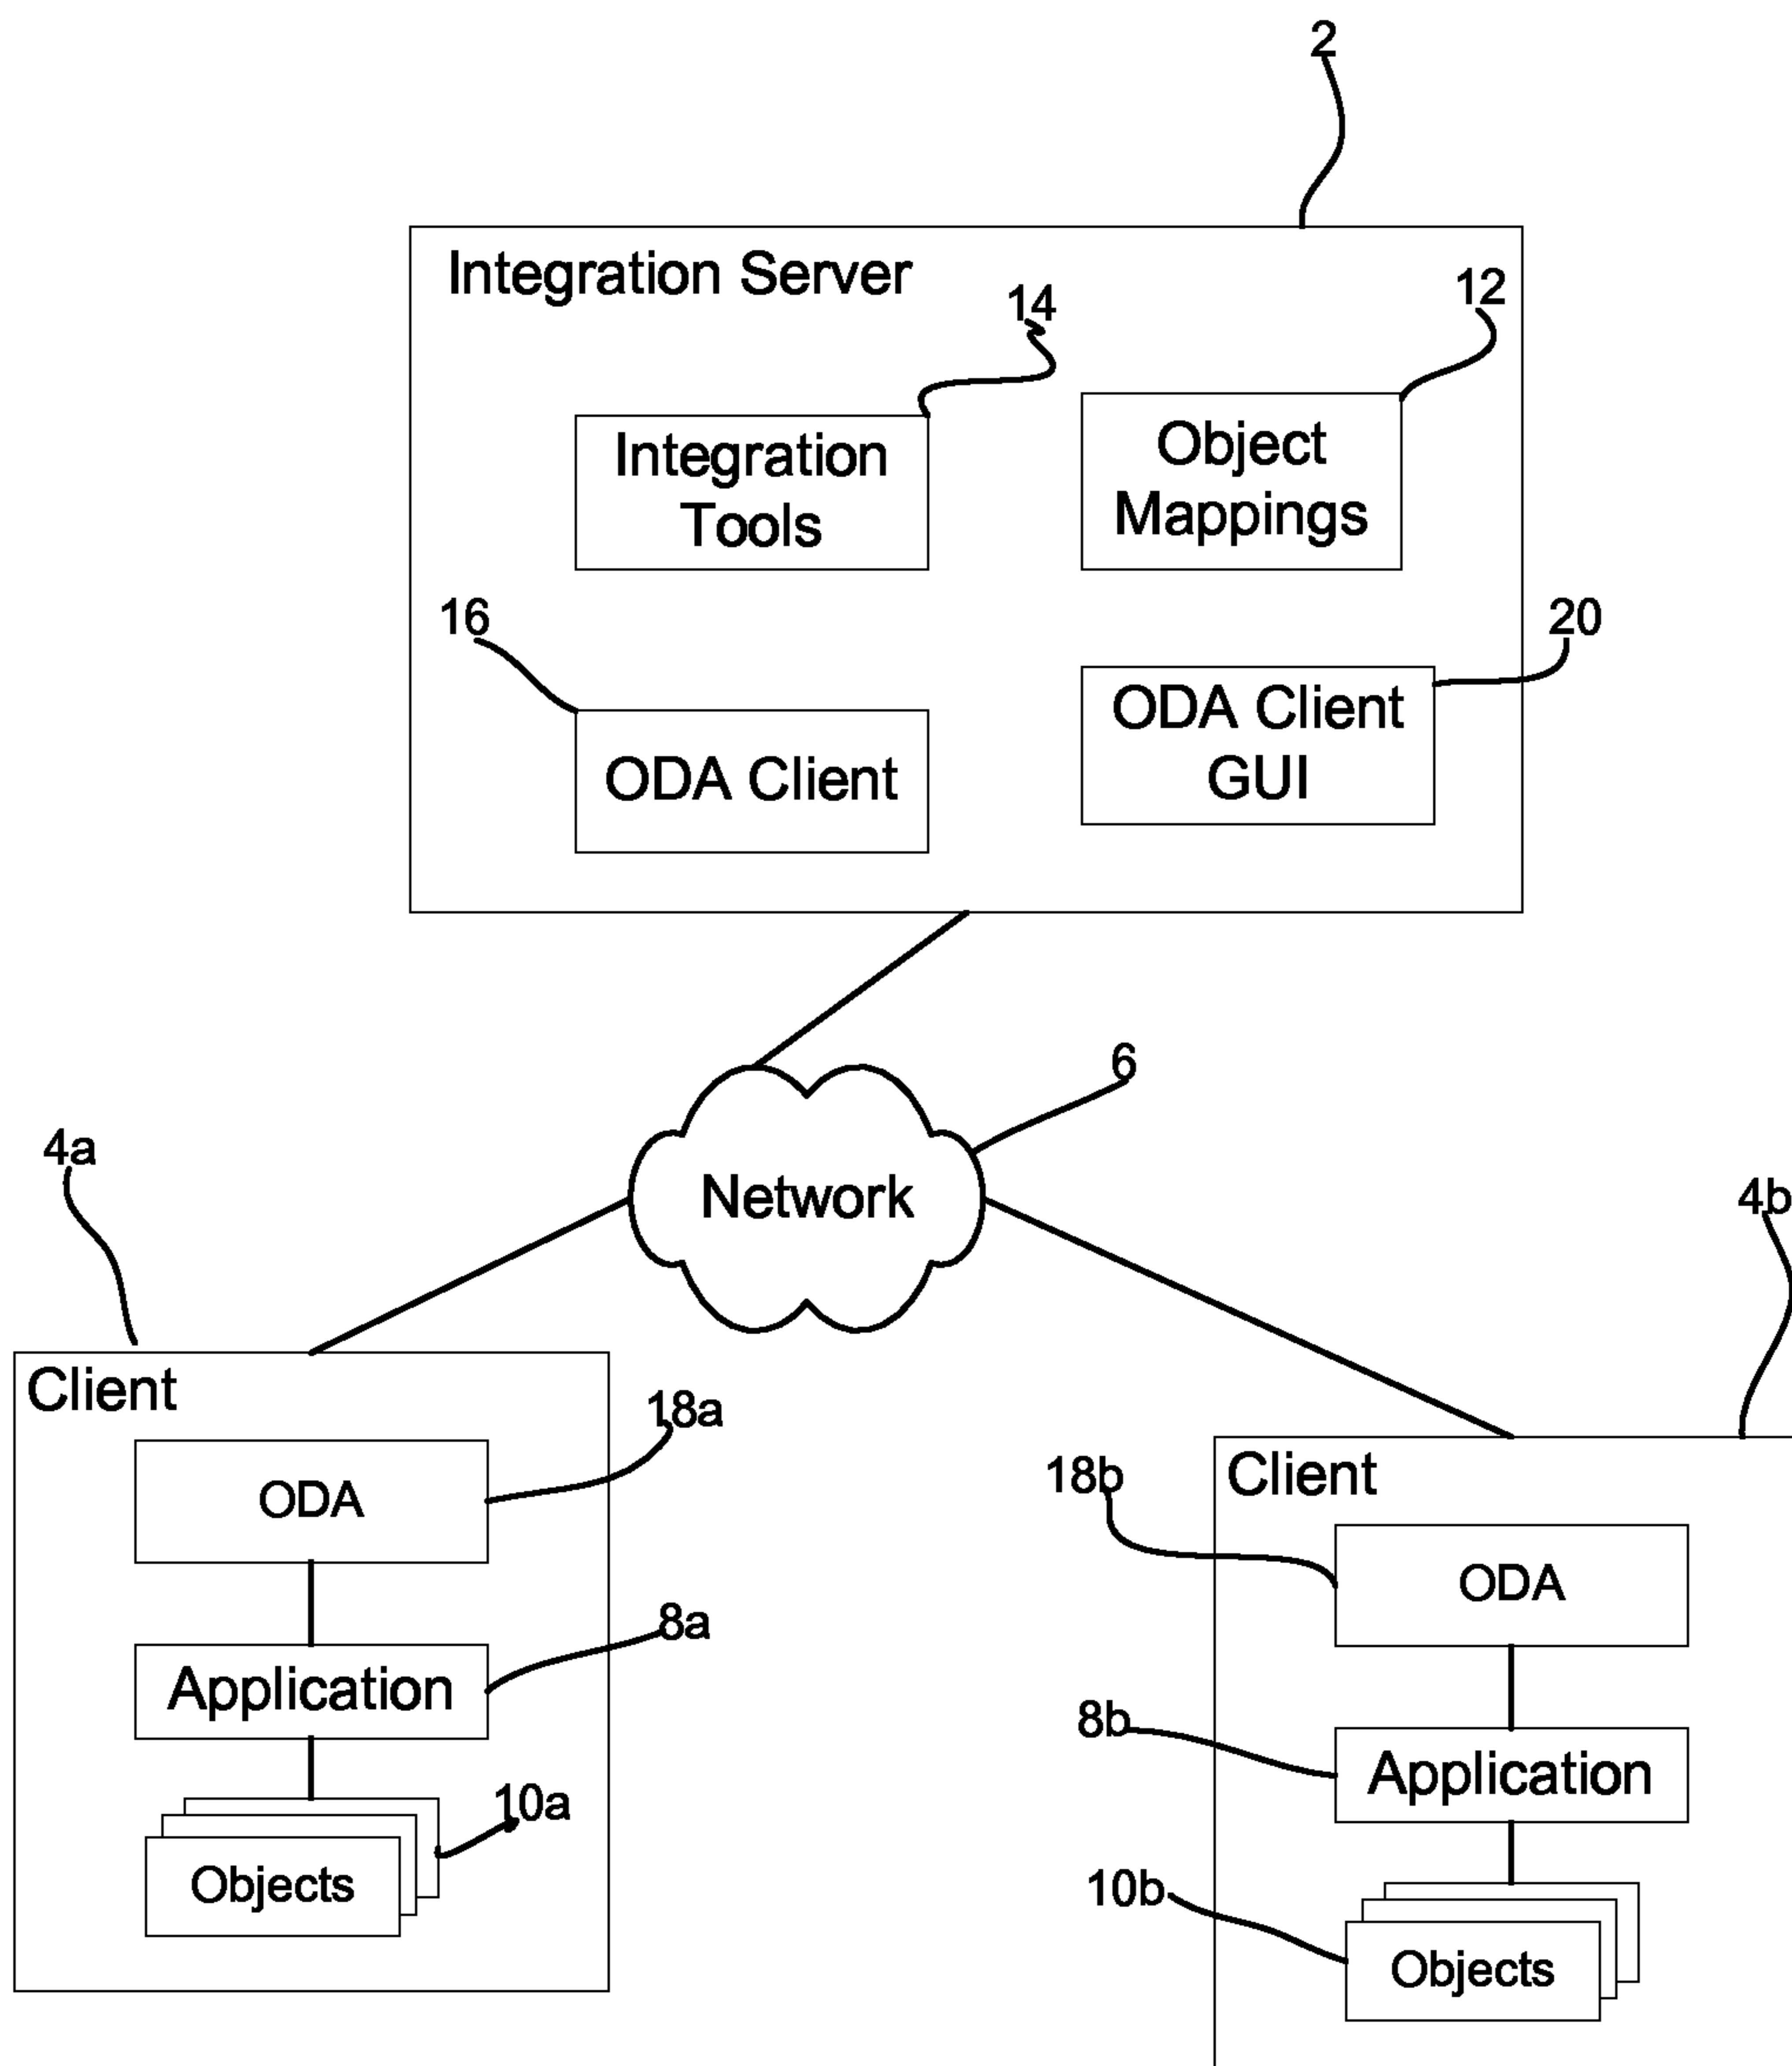 2
Integration Server
14
12
Integration
Tools
Object
Mappings
16
20
ODA Client
ODA Client
GUI
6
4a
Network
4b
Client
18a
ODA
18b
Client
ODA
8a
Application
8b
Application
10a
Objects
10b
Objects